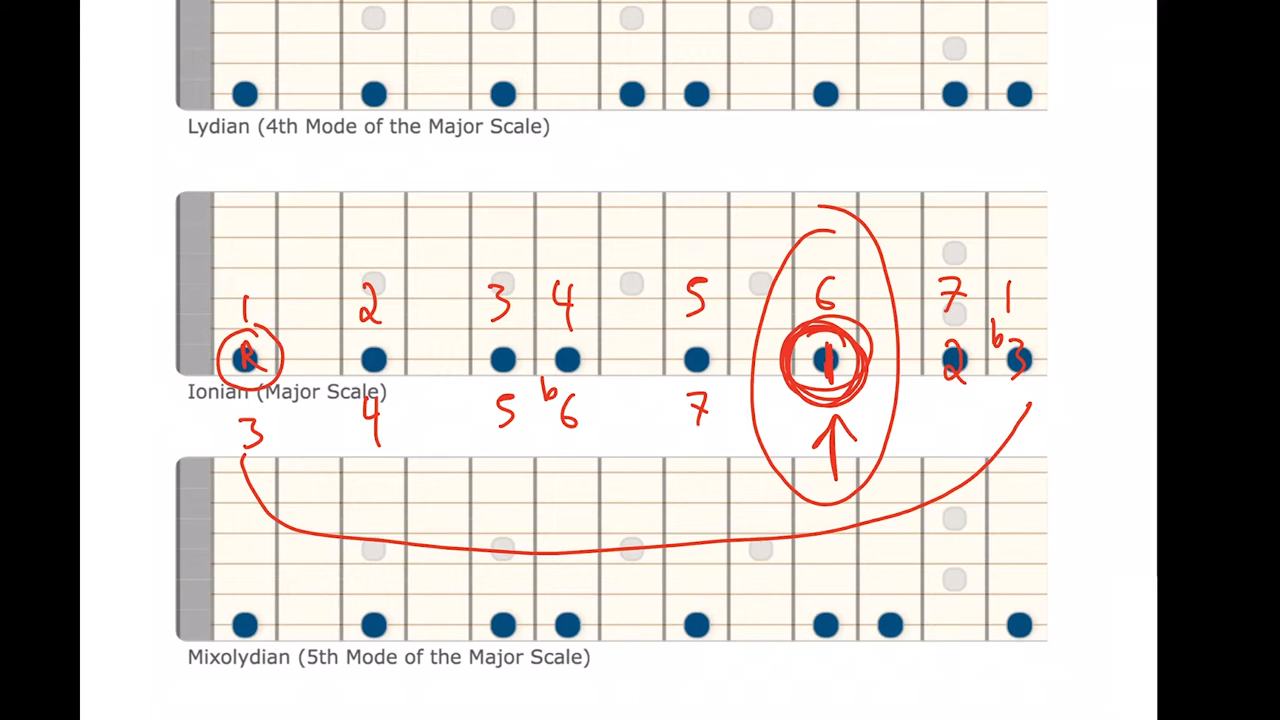 Lydian (4th Mode of the Major Scale)
1 2 3 4 5 6 7 1
R 1 2 b3
Ionian (Major Scale)
3 4 5 b6 7
Mixolydian (5th Mode of the Major Scale)